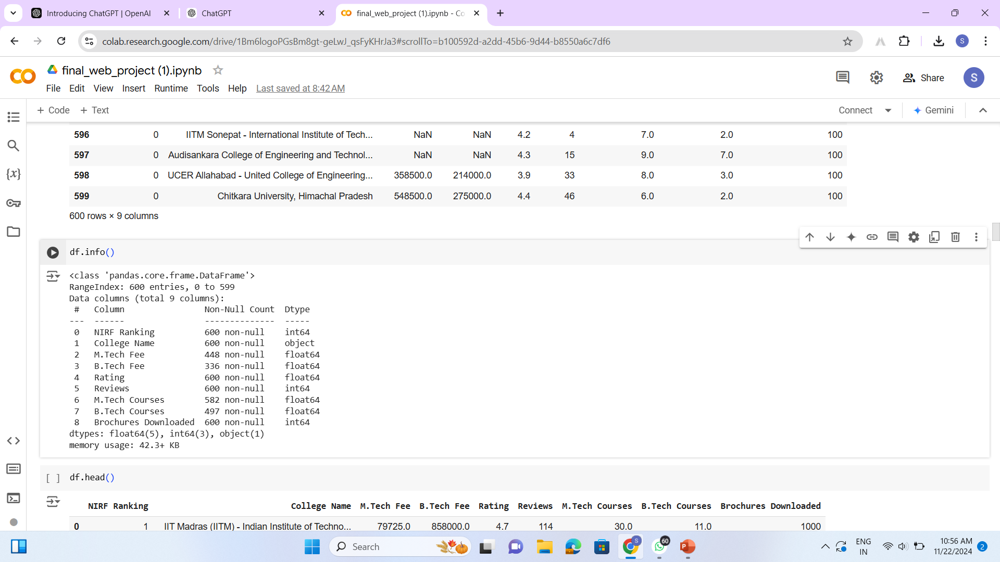 Introducing ChatGPT | OpenAI
ChatGPT
final_web_project (1).ipynb - Co
colab.research.google.com/drive/1Bm6logoPGsBm8gt-geLwJ_qsFyKHrJa3#scrollTo=b100592d-a2dd-45b6-9d44-b8550a6c7df6
S
final_web_project (1).ipynb
File Edit View Insert Runtime Tools Help Last saved at 8:42 AM
Share
S
+ Code + Text
Connect
Gemini
596 0 IITM Sonepat - International Institute of Tech... NaN NaN 4.2 4 7.0 2.0 100
597 0 Audisankara College of Engineering and Technol... NaN NaN 4.3 15 9.0 7.0 100
598 0 UCER Allahabad - United College of Engineering... 358500.0 214000.0 3.9 33 8.0 3.0 100
599 0 Chitkara University, Himachal Pradesh 548500.0 275000.0 4.4 46 6.0 2.0 100
600 rows × 9 columns
df.info()
<class 'pandas.core.frame.DataFrame'>
RangeIndex: 600 entries, 0 to 599
Data columns (total 9 columns):
# Column Non-Null Count Dtype
--- ------ -------------- -----
0 NIRF Ranking 600 non-null int64
1 College Name 600 non-null object
2 M.Tech Fee 448 non-null float64
3 B.Tech Fee 336 non-null float64
4 Rating 600 non-null float64
5 Reviews 600 non-null int64
6 M.Tech Courses 582 non-null float64
7 B.Tech Courses 497 non-null float64
8 Brochures Downloaded 600 non-null int64
dtypes: float64(5), int64(3), object(1)
memory usage: 42.3+ KB
[ ] df.head()
NIRF Ranking College Name M.Tech Fee B.Tech Fee Rating Reviews M.Tech Courses B.Tech Courses Brochures Downloaded
0 1 IIT Madras (IITM) - Indian Institute of Techno... 79725.0 858000.0 4.7 114 30.0 11.0 1000
Search
S
60
P
ENG
IN
10:56 AM
11/22/2024
2